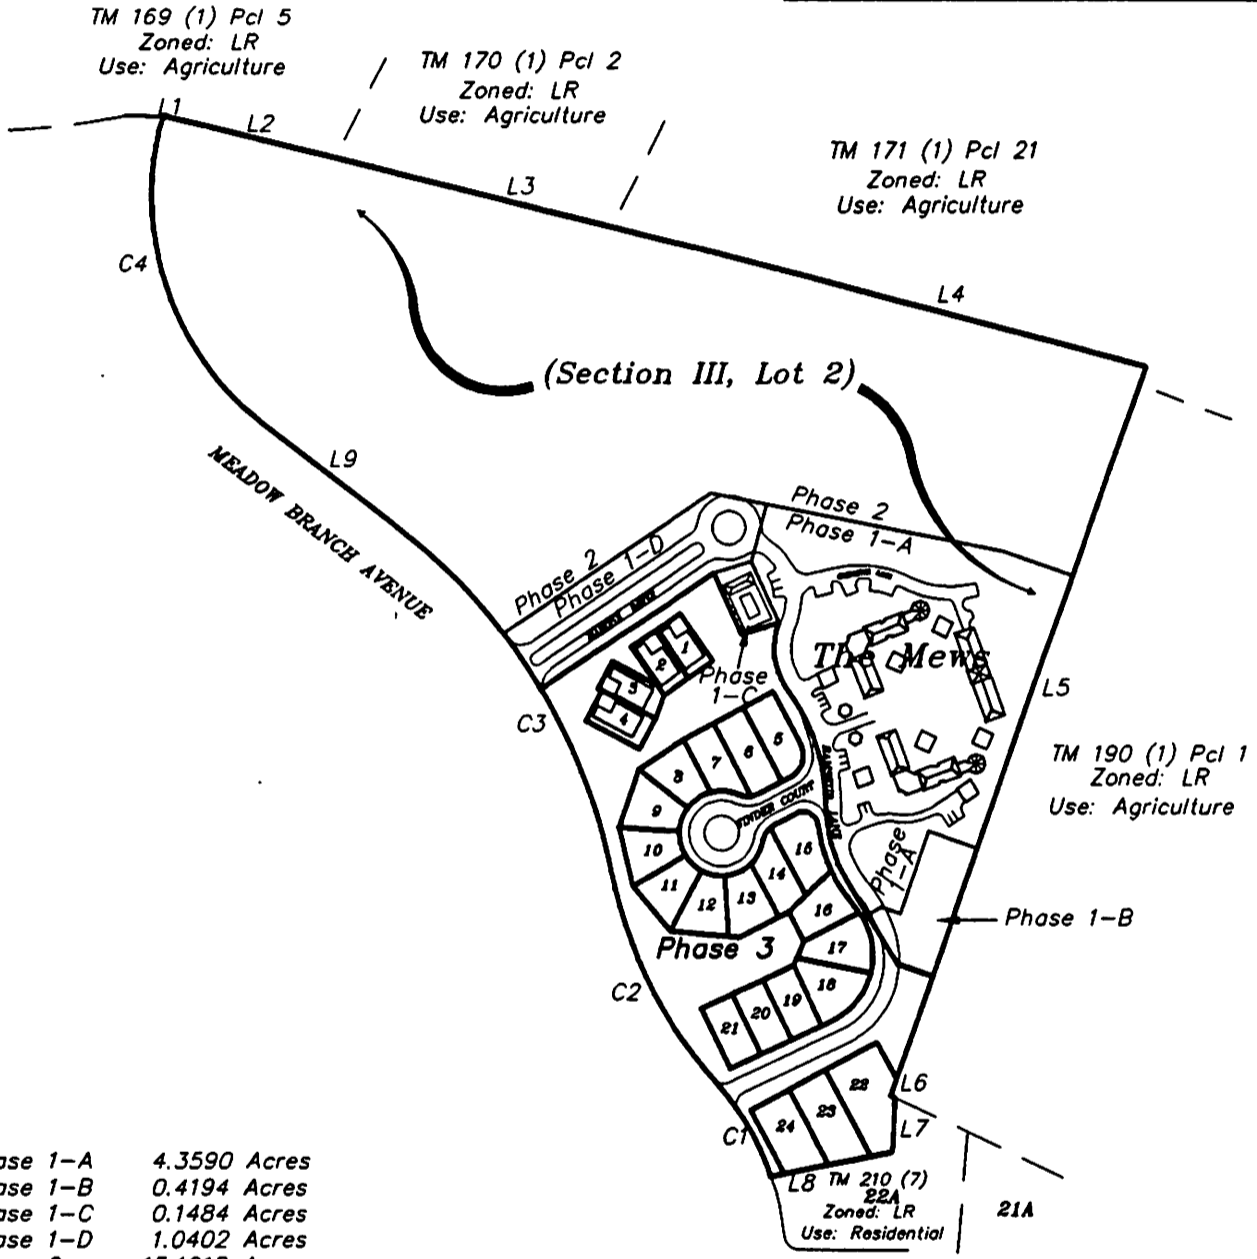 TM 169 (1) Pcl 5
Zoned: LR
Use: Agriculture
TM 170 (1) Pcl 2
Zoned: LR
Use: Agriculture
TM 171 (1) Pcl 21
Zoned: LR
Use: Agriculture
L1
L2
L3
L4
C4
(Section III, Lot 2)
L9
MEADOW BRANCH AVENUE
Phase 2
Phase 1-A
Phase 2
Phase 1-D
The Mews
Phase
1-C
1
2
3
4
L5
C3
TM 190 (1) Pcl 1
Zoned: LR
Use: Agriculture
5
6
7
8
9
10
11
12
13
14
15
16
17
18
19
20
21
22
23
24
COURT
LANE
Phase
1-A
Phase 1-B
Phase 3
C2
L6
L7
C1
L8
TM 210 (7)
22A
Zoned: LR
Use: Residential
21A
ase 1-A 4.3590 Acres
ase 1-B 0.4194 Acres
ase 1-C 0.1484 Acres
ase 1-D 1.0402 Acres